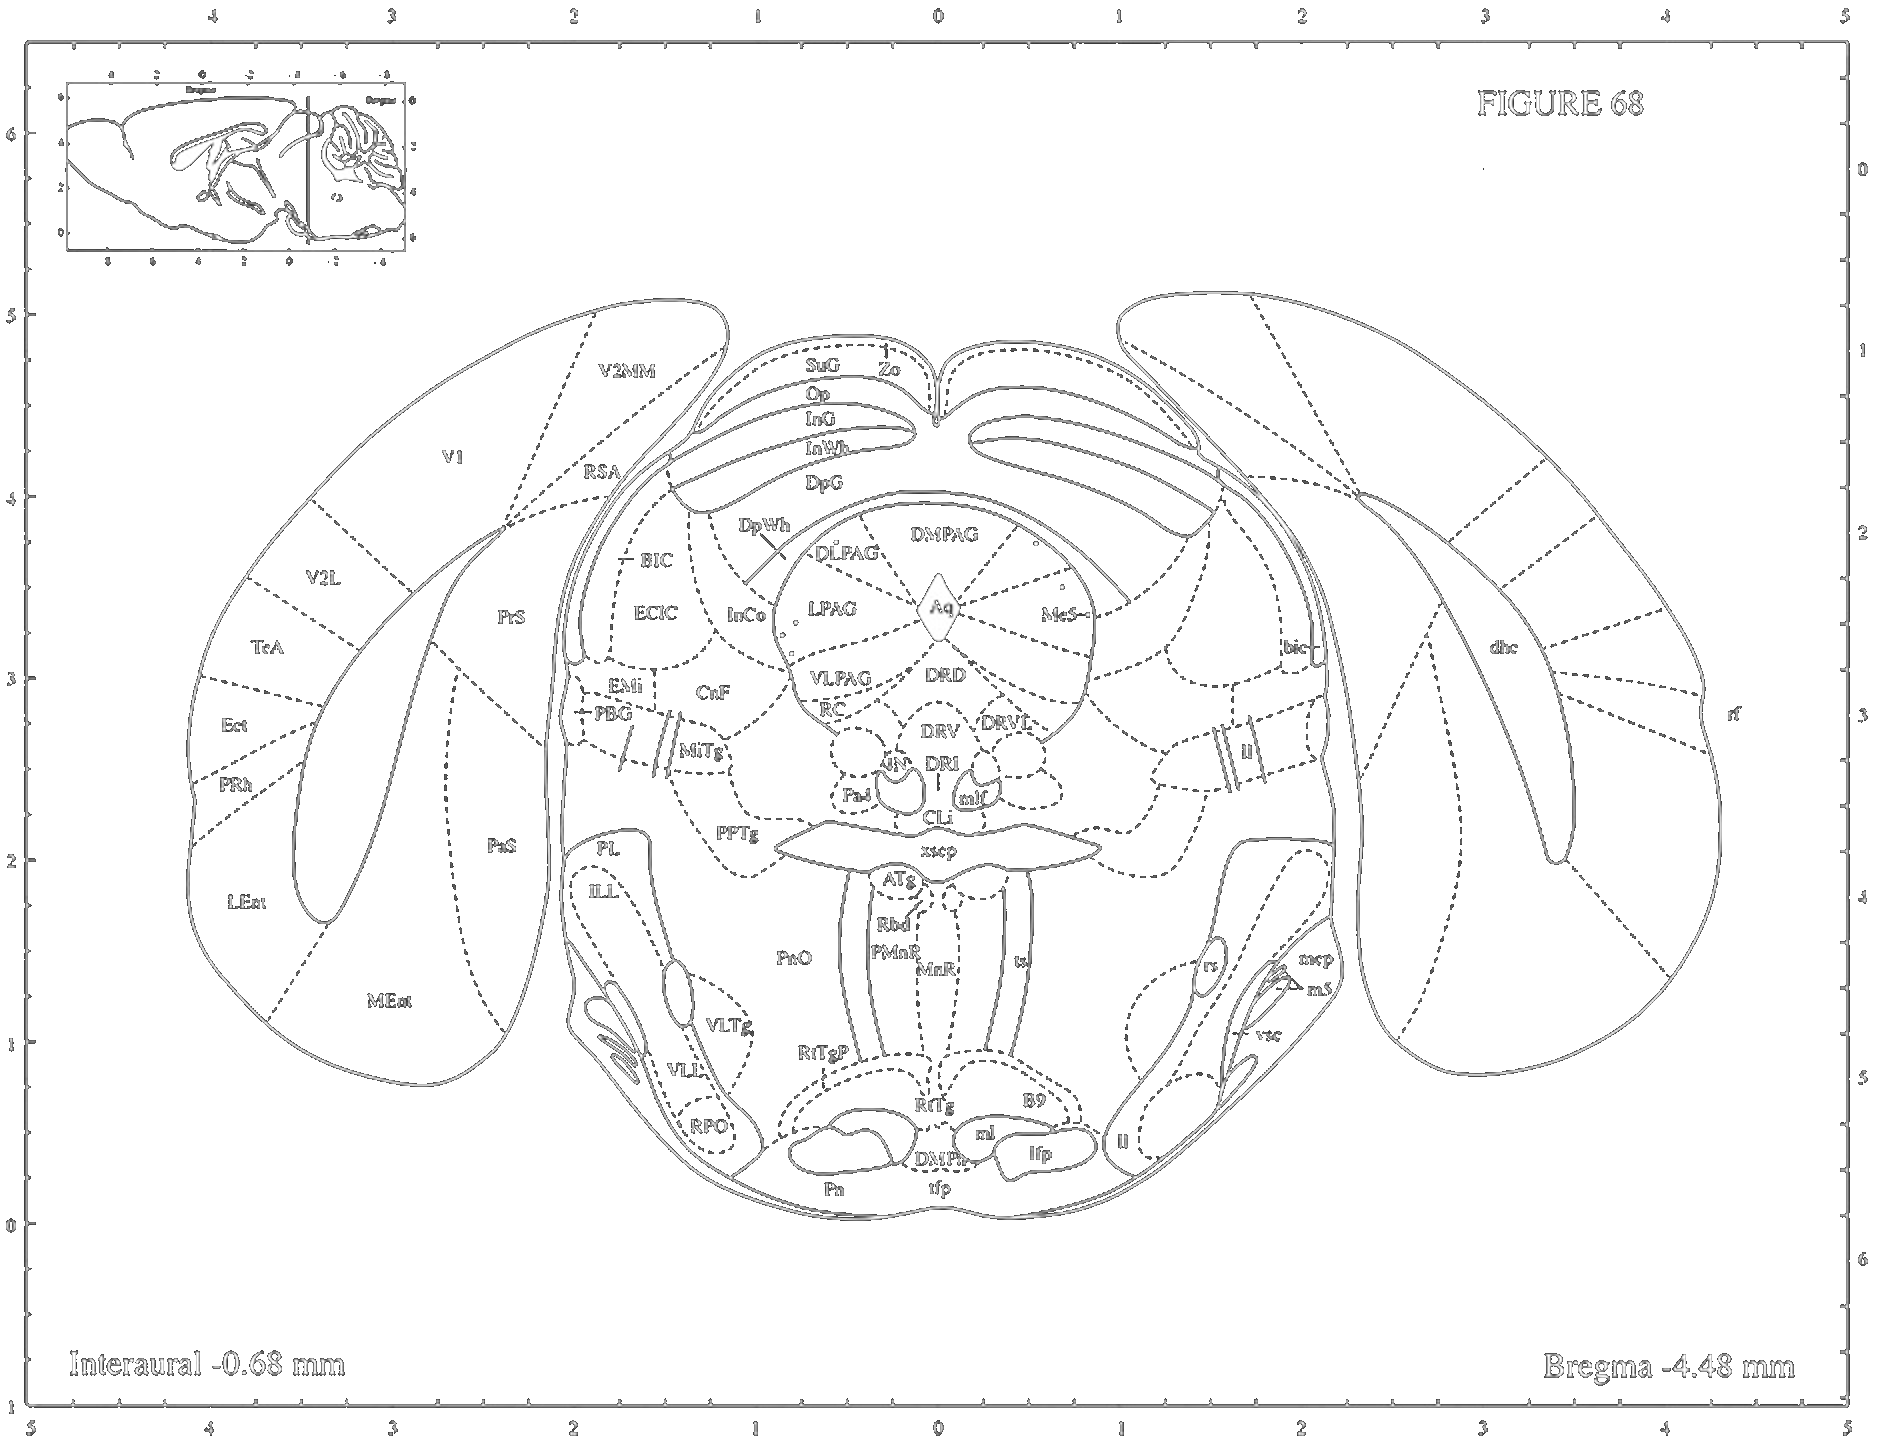 4 3 2 1 0 1 2 3 4 5
FIGURE 68
Bregma
Bregma
6
5
4
3
2
1
0
1
0
1
2
3
4
5
6
V2MM
SuG
Zo
Op
InG
InWh
DpG
V1
RSA
DpWh
DMPAG
DLPAG
BIC
V2L
ECIC
InCo
LPAG
Aq
Me5
PrS
TeA
bic
dhc
EMi
CnF
VLPAG
DRD
PBG
RC
DRVL
rf
Ect
DRV
MiTg
ll
DRI
PRh
Pa4
mlf
CLi
PPTg
PaS
PL
xscp
ILL
ATg
LEnt
Rbd
PMnR
PnO
MnR
ts
rs
mcp
m5
MEnt
VLTg
vsc
RtTgP
VLL
RtTg
B9
RPO
ml
ll
lfp
DMPn
Pn
tfp
Interaural -0.68 mm
Bregma -4.48 mm
5 4 3 2 1 0 1 2 3 4 5